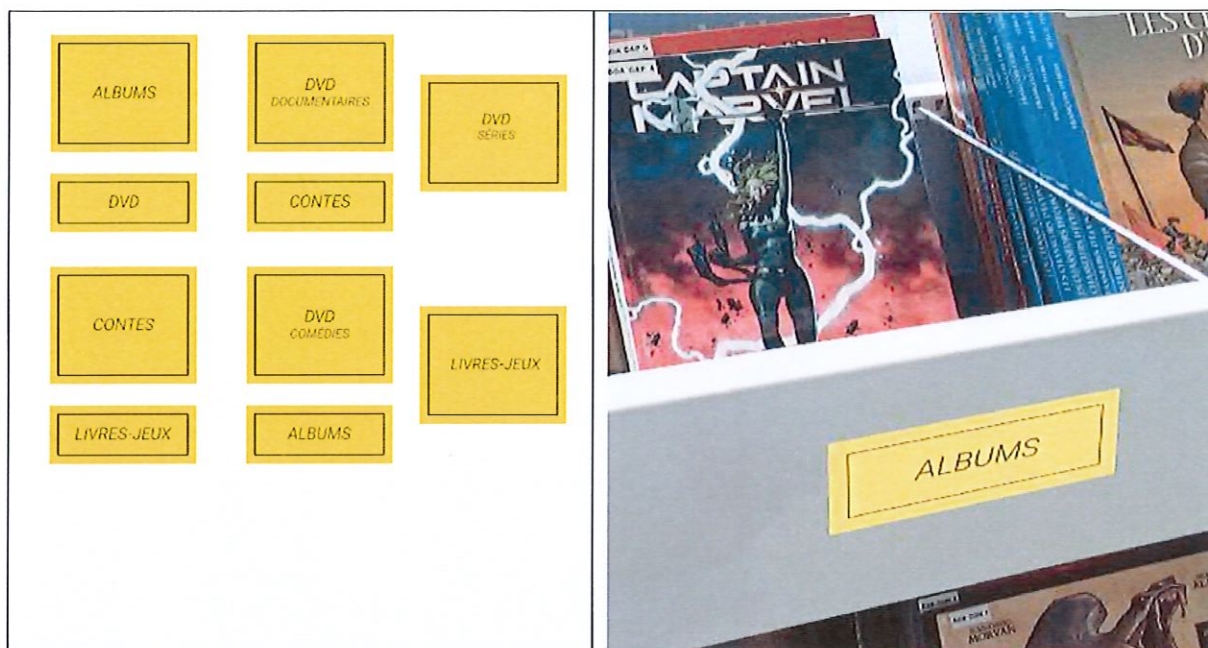 ALBUMS
DVD
DOCUMENTAIRES
DVD
SÉRIES
DVD
CONTES
CONTES
DVD
COMÉDIES
LIVRES-JEUX
LIVRES-JEUX
ALBUMS
CAPTAIN
MARVEL
ALBUMS
MORVAN